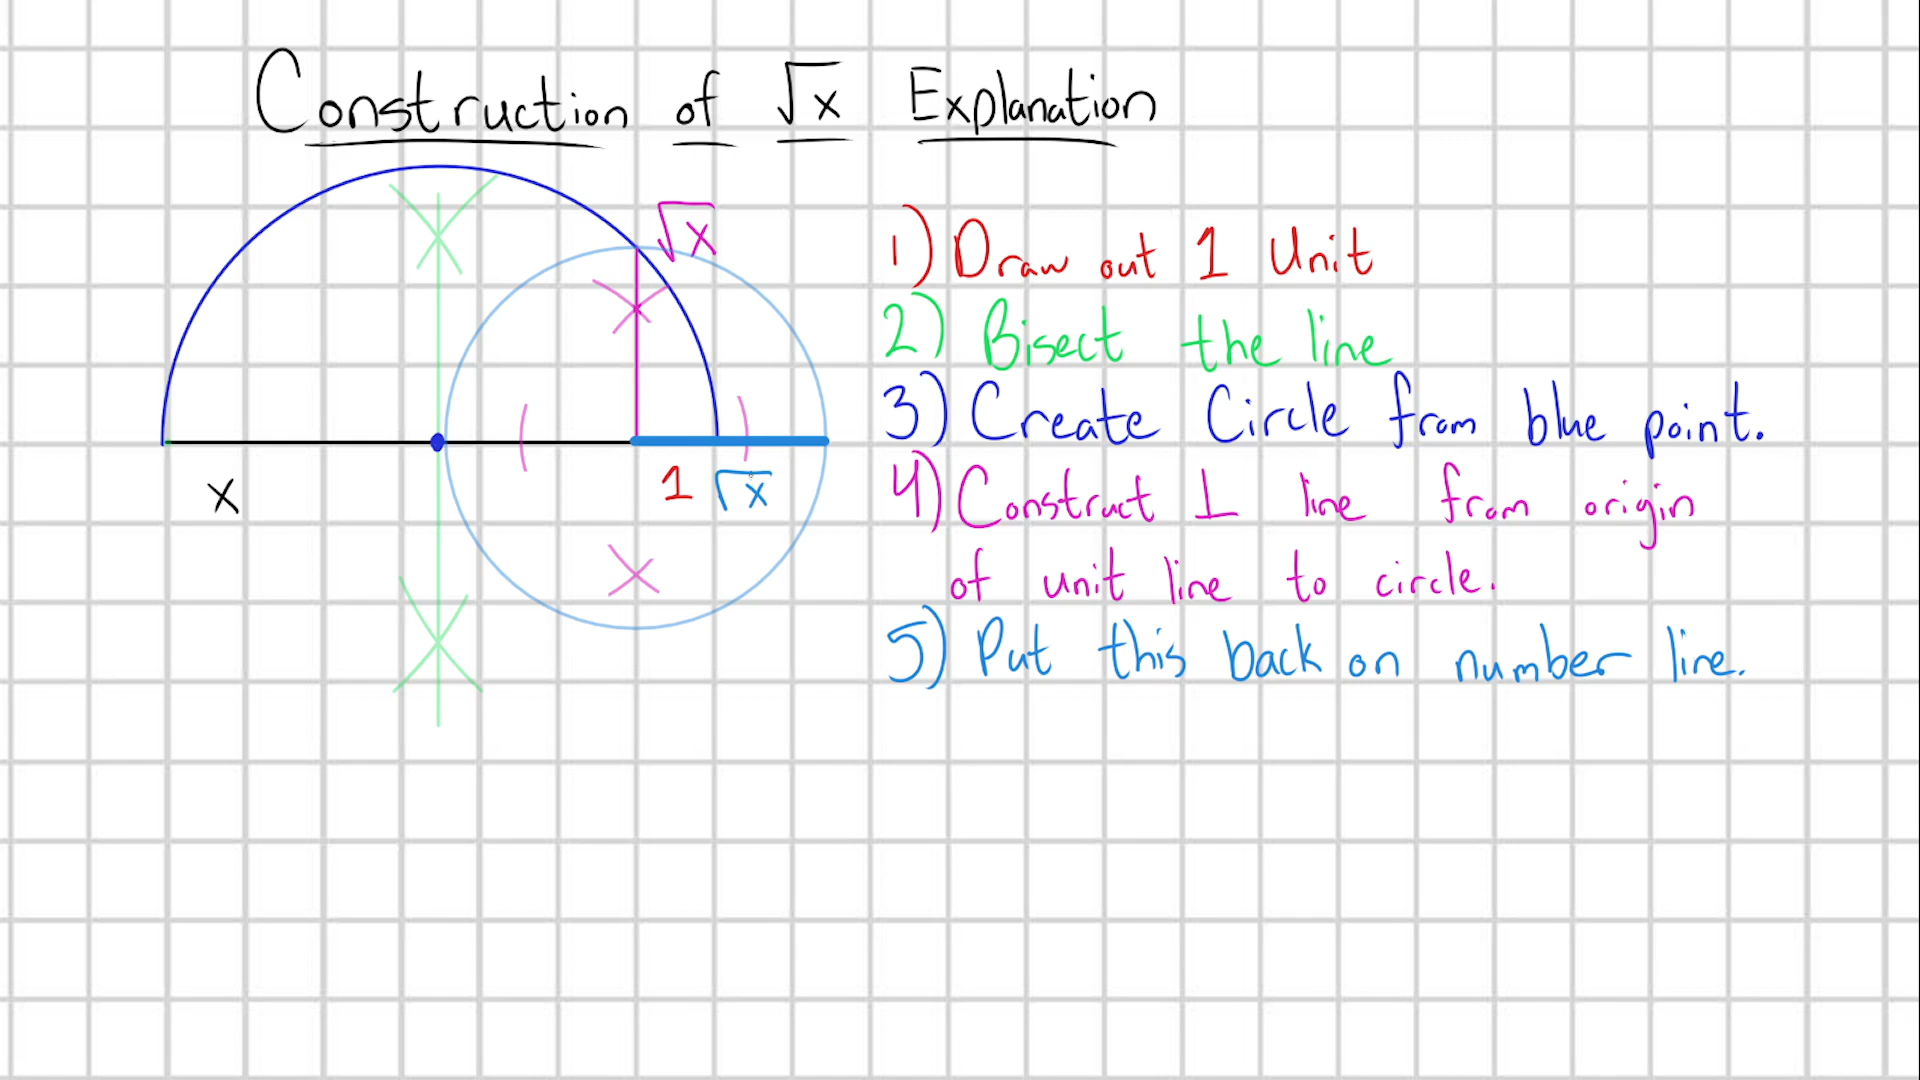 Construction of √x Explanation
√x
1) Draw out 1 Unit
2) Bisect the line
3) Create Circle from blue point.
x
1 √x
4) Construct ⊥ line from origin
of unit line to circle.
5) Put this back on number line.